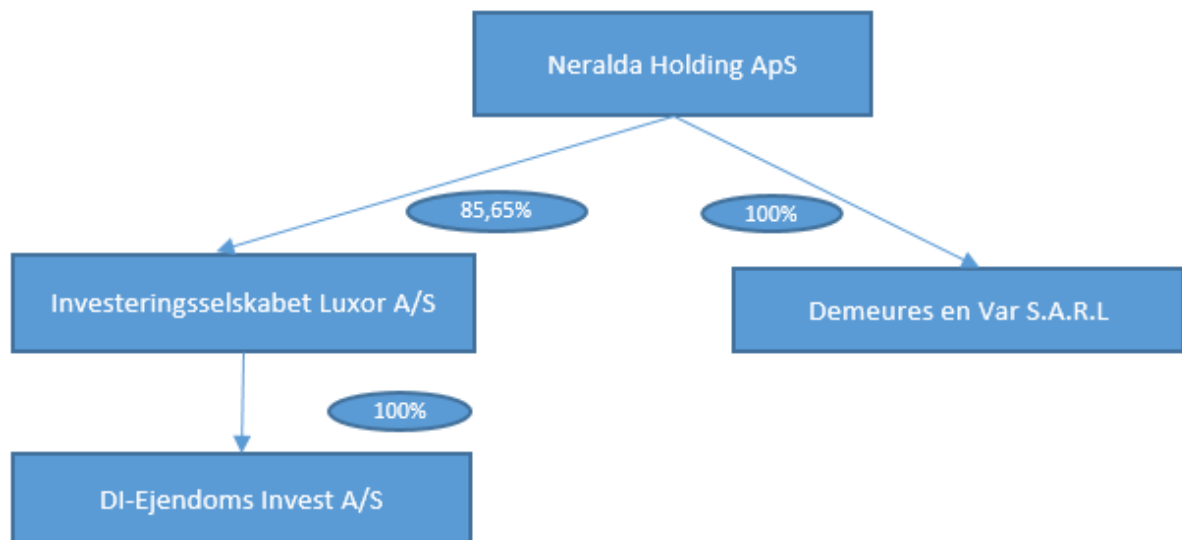 Neralda Holding ApS
85,65%
100%
Investeringsselskabet Luxor A/S
Demeures en Var S.A.R.L
100%
DI-Ejendoms Invest A/S